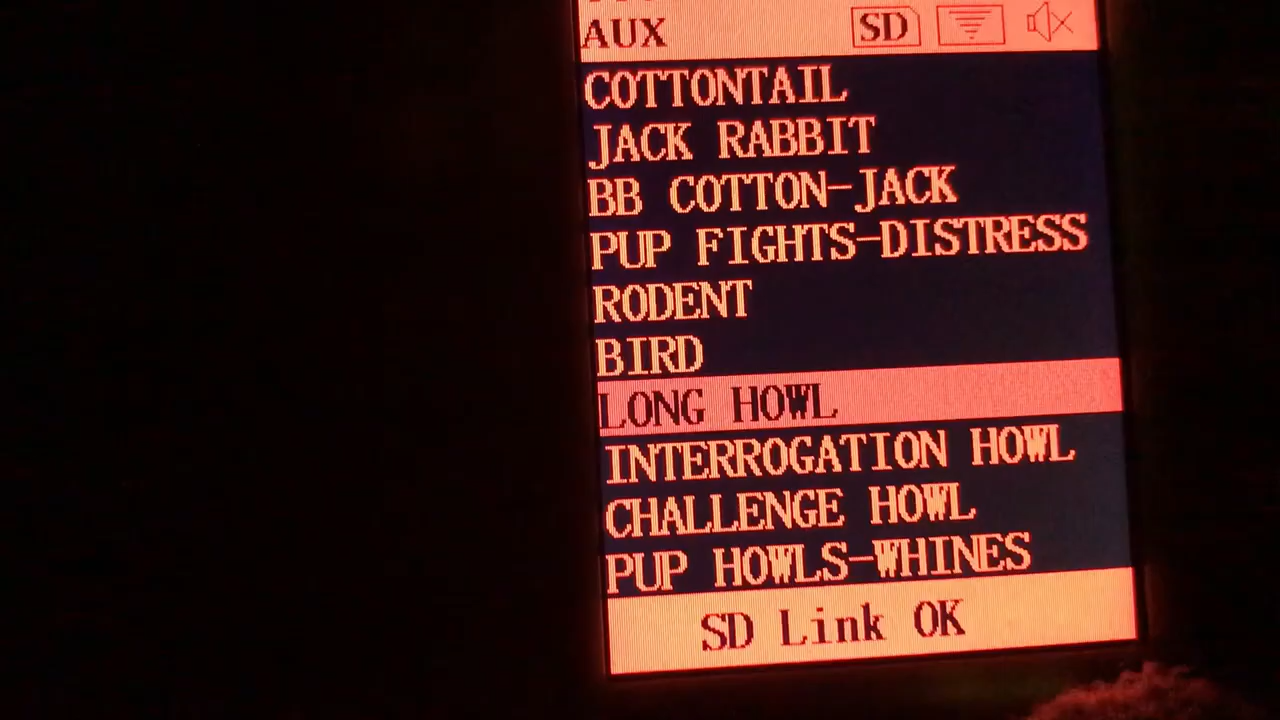 AUX SD
COTTONTAIL
JACK RABBIT
BB COTTON-JACK
PUP FIGHTS-DISTRESS
RODENT
BIRD
LONG HOWL
INTERROGATION HOWL
CHALLENGE HOWL
PUP HOWLS-WHINES
SD Link OK